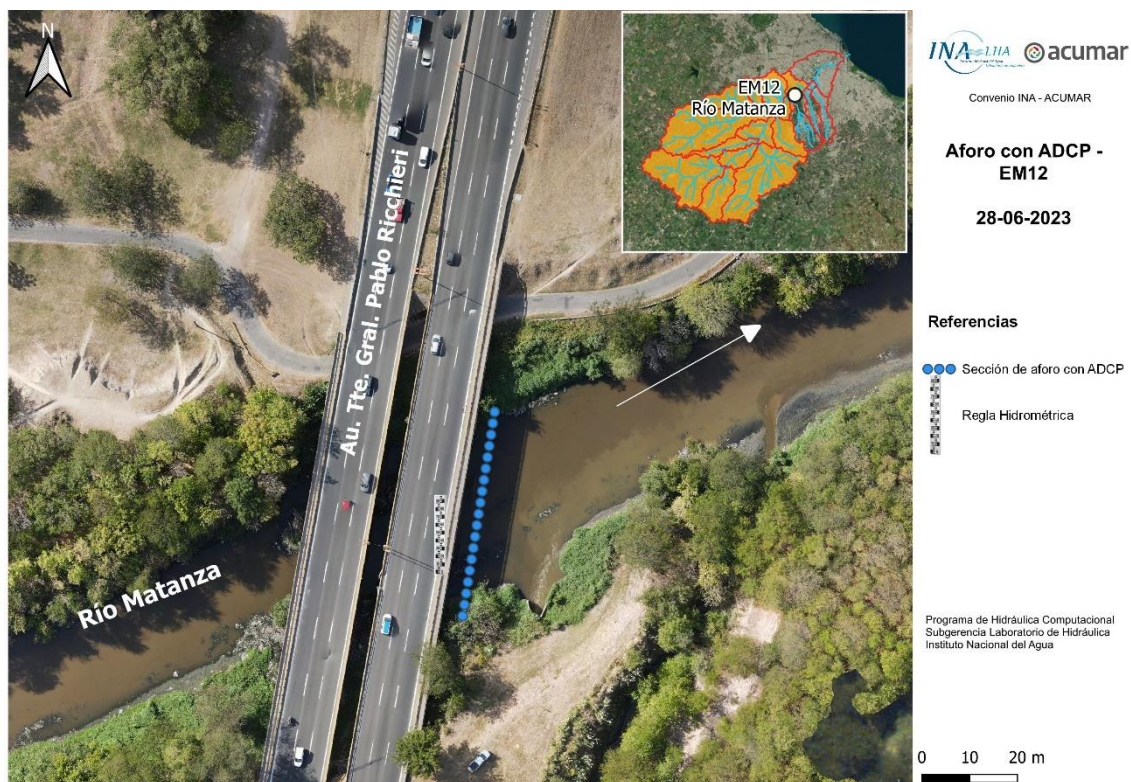 N
Au. Tte. Gral. Pablo Ricchieri
Río Matanza
EM12
Río Matanza
INA LHA
acumar
Convenio INA - ACUMAR
Aforo con ADCP -
EM12
28-06-2023
Referencias
Sección de aforo con ADCP
Regla Hidrométrica
Programa de Hidráulica Computacional
Subgerencia Laboratorio de Hidráulica
Instituto Nacional del Agua
0 10 20 m